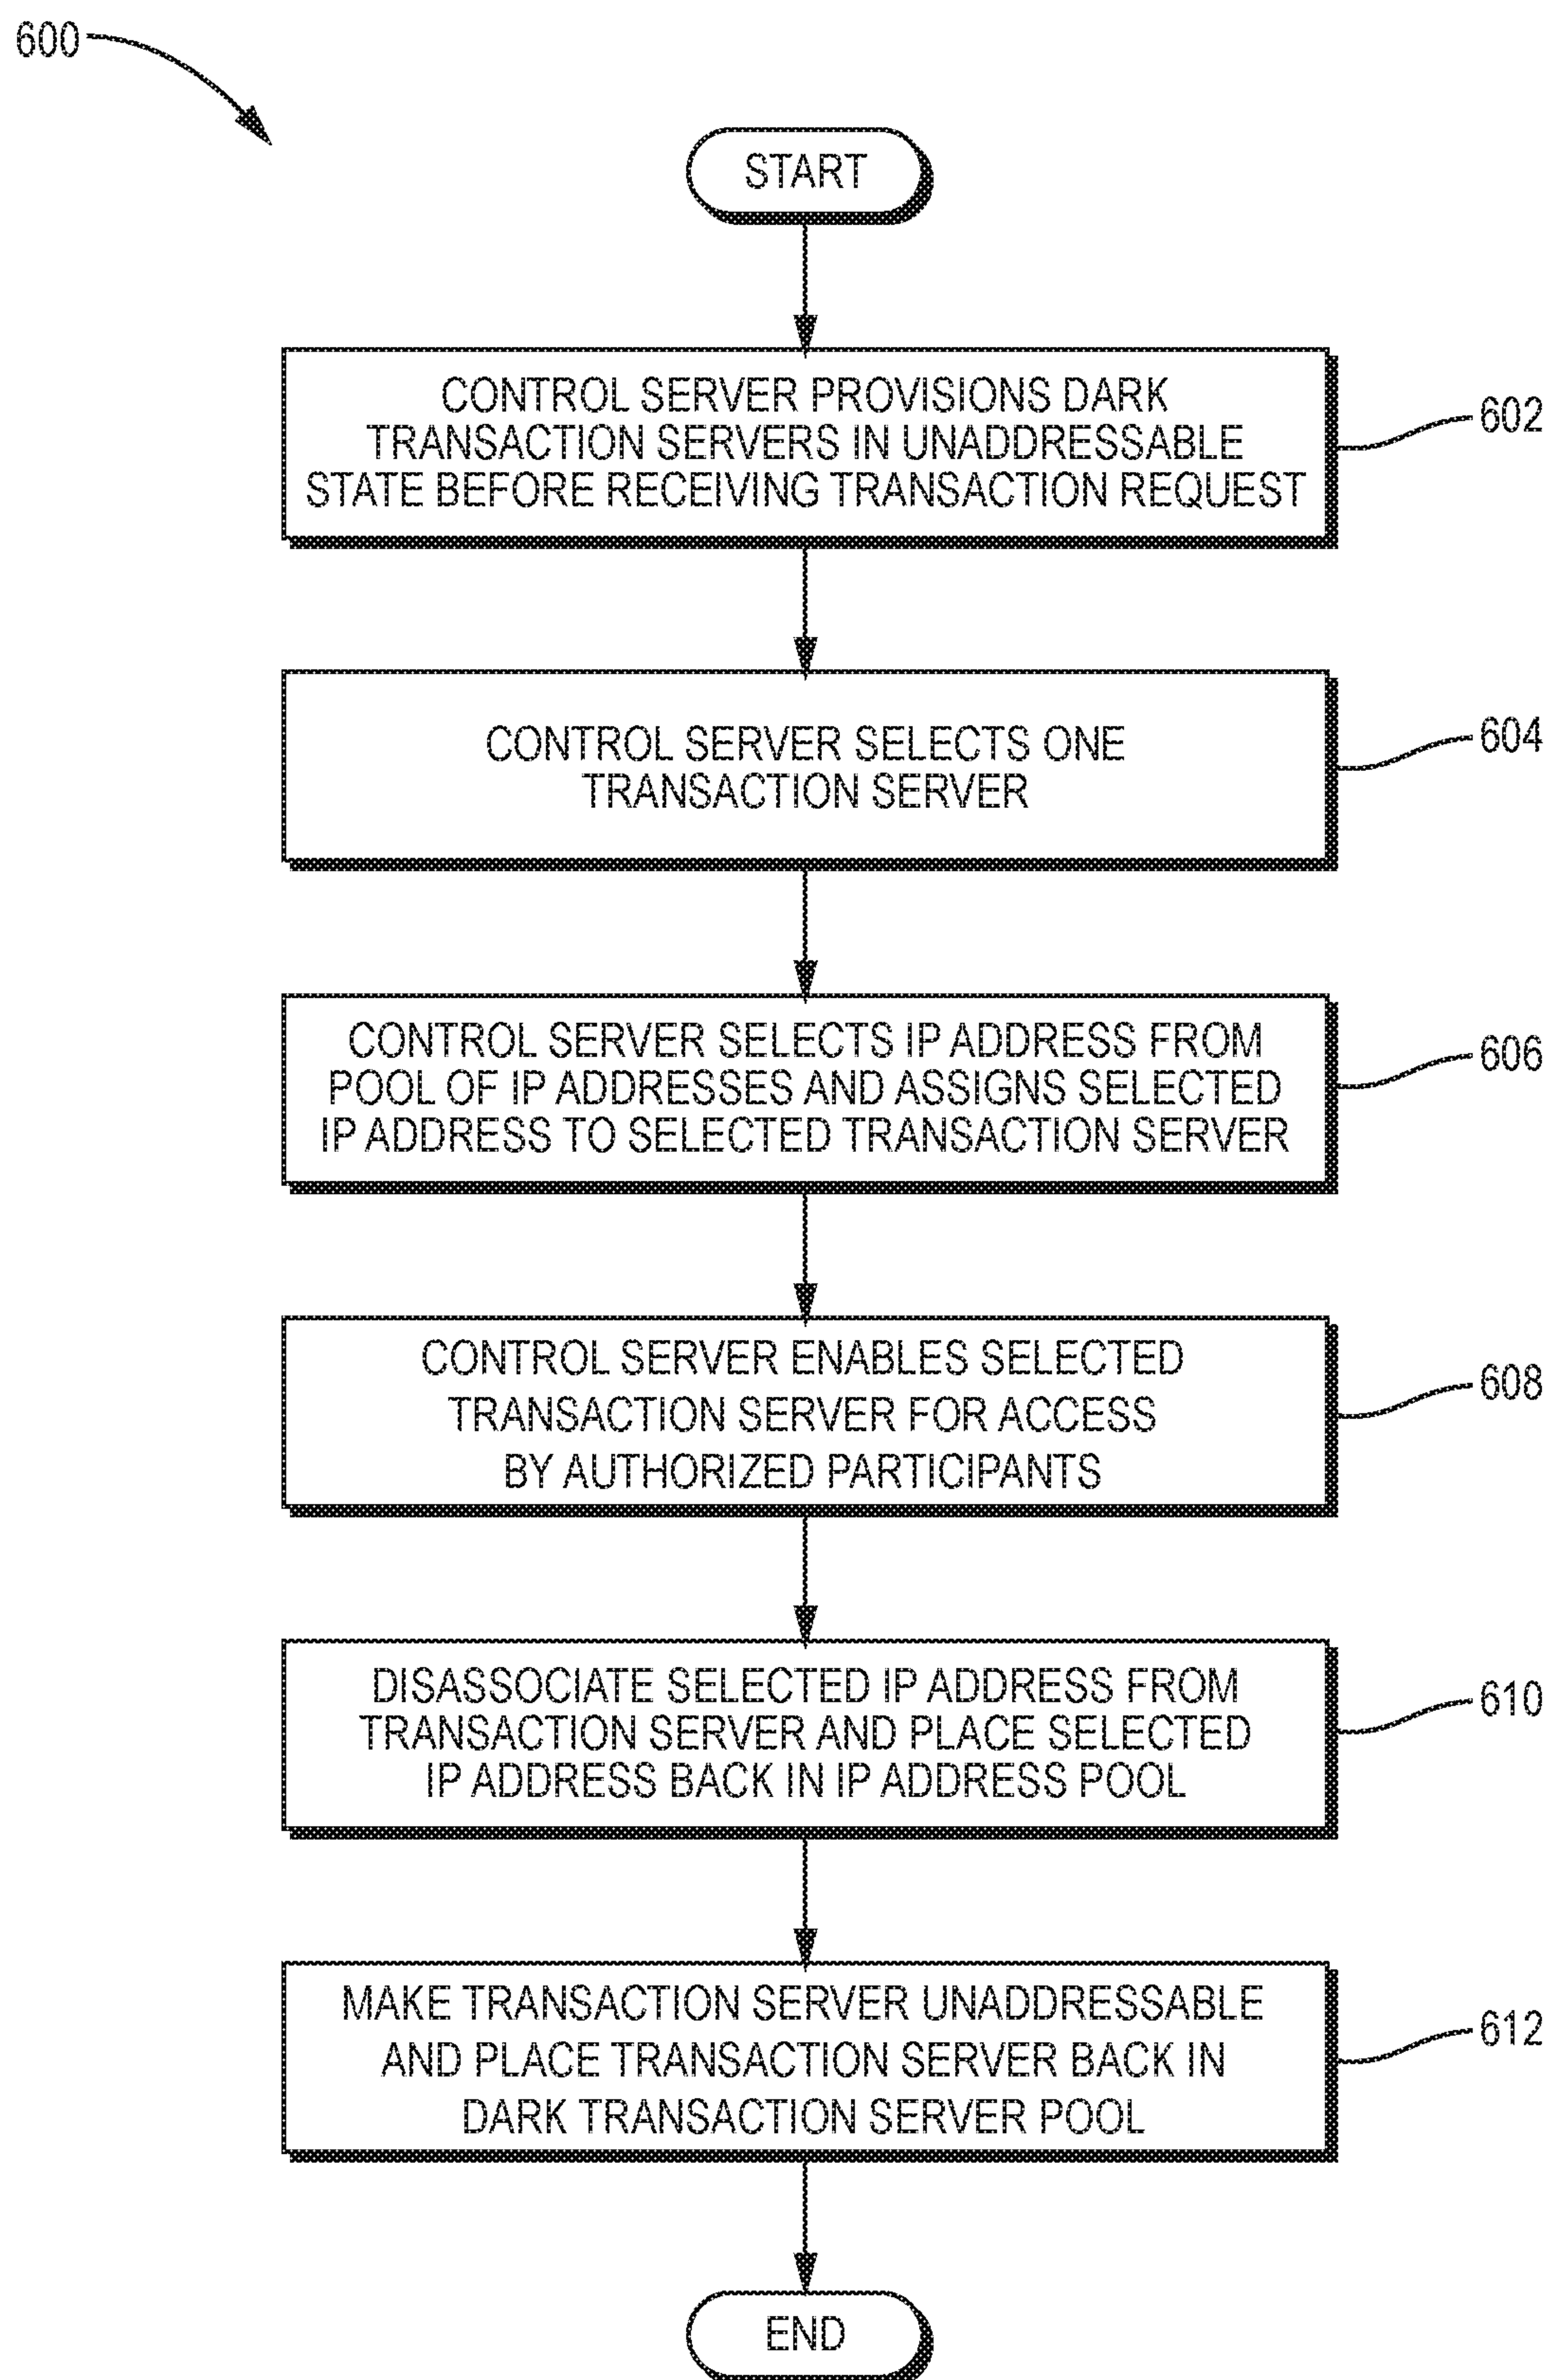 600
START
CONTROL SERVER PROVISIONS DARK
TRANSACTION SERVERS IN UNADDRESSABLE
STATE BEFORE RECEIVING TRANSACTION REQUEST
602
CONTROL SERVER SELECTS ONE
TRANSACTION SERVER
604
CONTROL SERVER SELECTS IP ADDRESS FROM
POOL OF IP ADDRESSES AND ASSIGNS SELECTED
IP ADDRESS TO SELECTED TRANSACTION SERVER
606
CONTROL SERVER ENABLES SELECTED
TRANSACTION SERVER FOR ACCESS
BY AUTHORIZED PARTICIPANTS
608
DISASSOCIATE SELECTED IP ADDRESS FROM
TRANSACTION SERVER AND PLACE SELECTED
IP ADDRESS BACK IN IP ADDRESS POOL
610
MAKE TRANSACTION SERVER UNADDRESSABLE
AND PLACE TRANSACTION SERVER BACK IN
DARK TRANSACTION SERVER POOL
612
END